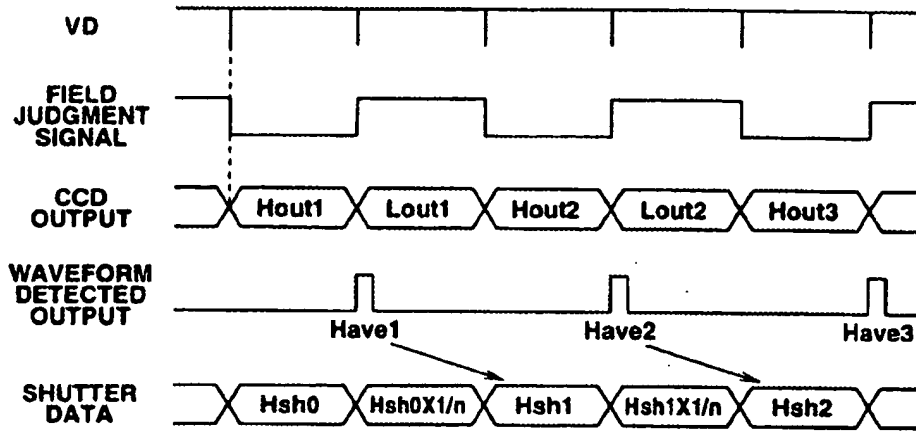 VD
FIELD
JUDGMENT
SIGNAL
CCD
OUTPUT
Hout1 Lout1 Hout2 Lout2 Hout3
WAVEFORM
DETECTED
OUTPUT
Have1 Have2 Have3
SHUTTER
DATA
Hsh0 Hsh0X1/n Hsh1 Hsh1X1/n Hsh2